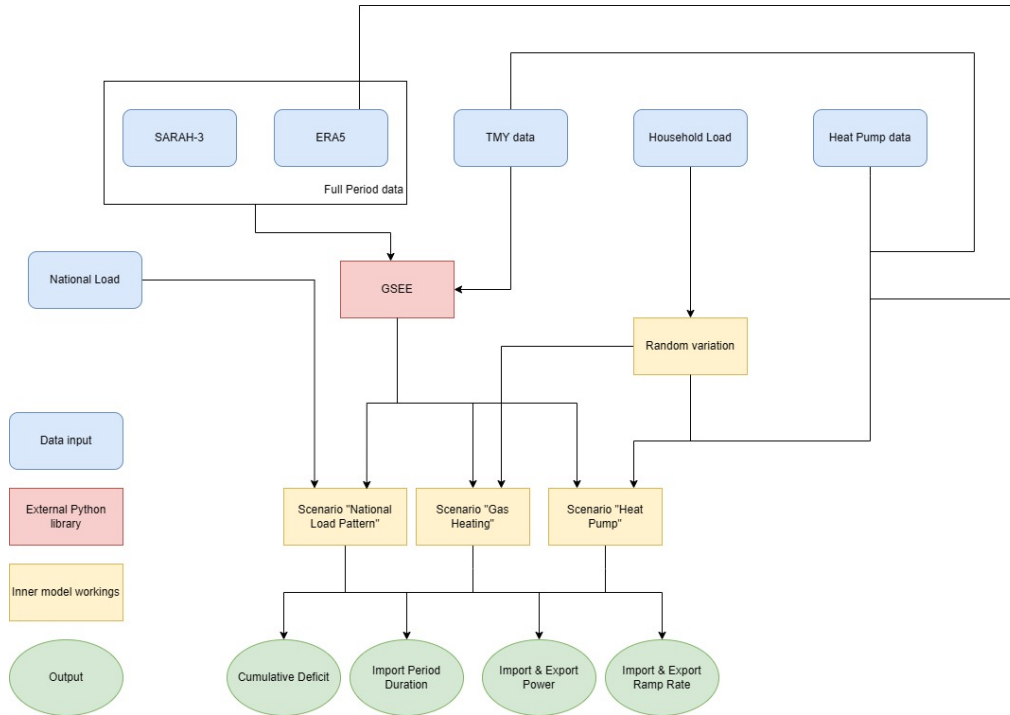 SARAH-3
ERA5
TMY data
Household Load
Heat Pump data
Full Period data
National Load
GSEE
Random variation
Data input
External Python
library
Scenario "National
Load Pattern"
Scenario "Gas
Heating"
Scenario "Heat
Pump"
Inner model workings
Output
Cumulative Deficit
Import Period
Duration
Import & Export
Power
Import & Export
Ramp Rate